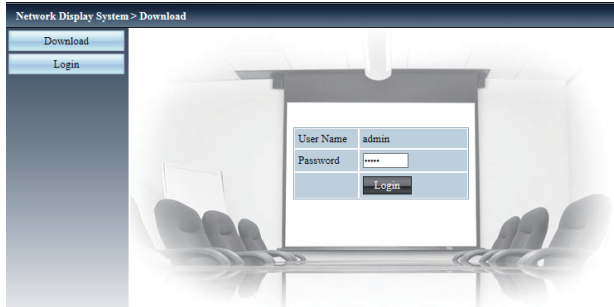 Network Display System > Download
Download
Login
User Name admin
Password •••••
Login